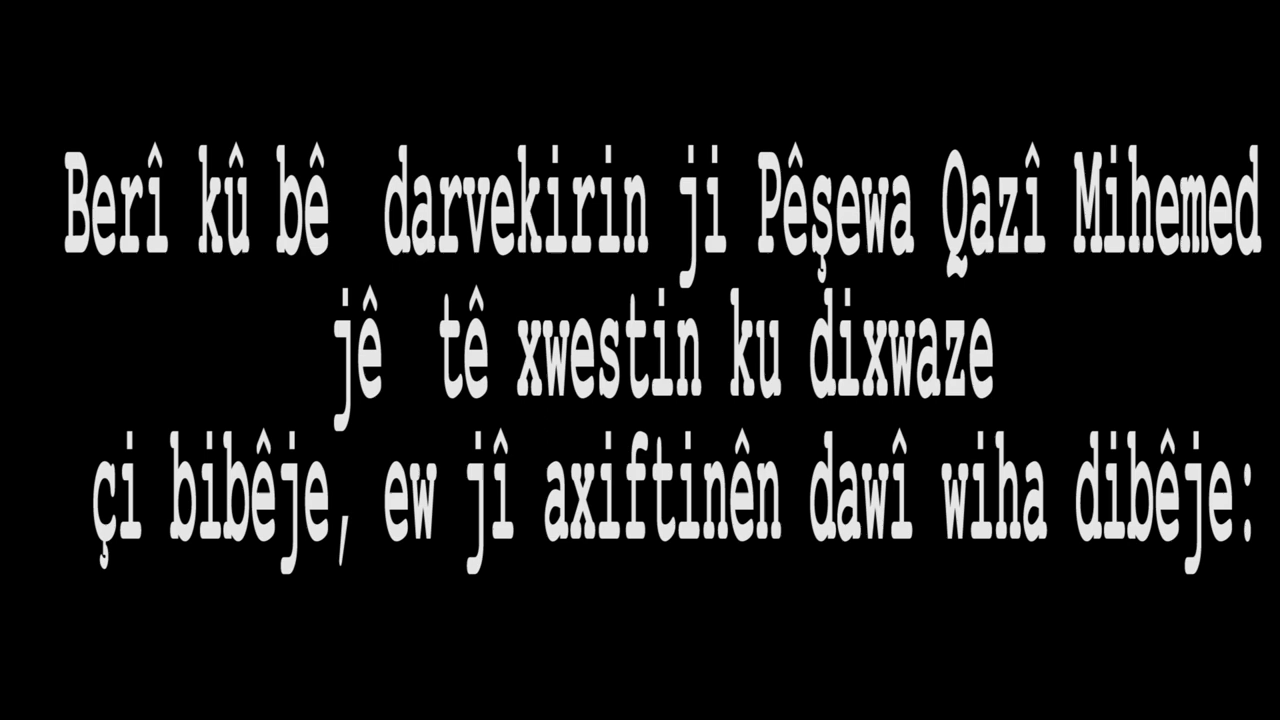 Berî kû bê darvekirin ji Pêşewa Qazî Mihemed
jê tê xwestin ku dixwaze
çi bibêje, ew jî axiftinên dawî wiha dibêje: